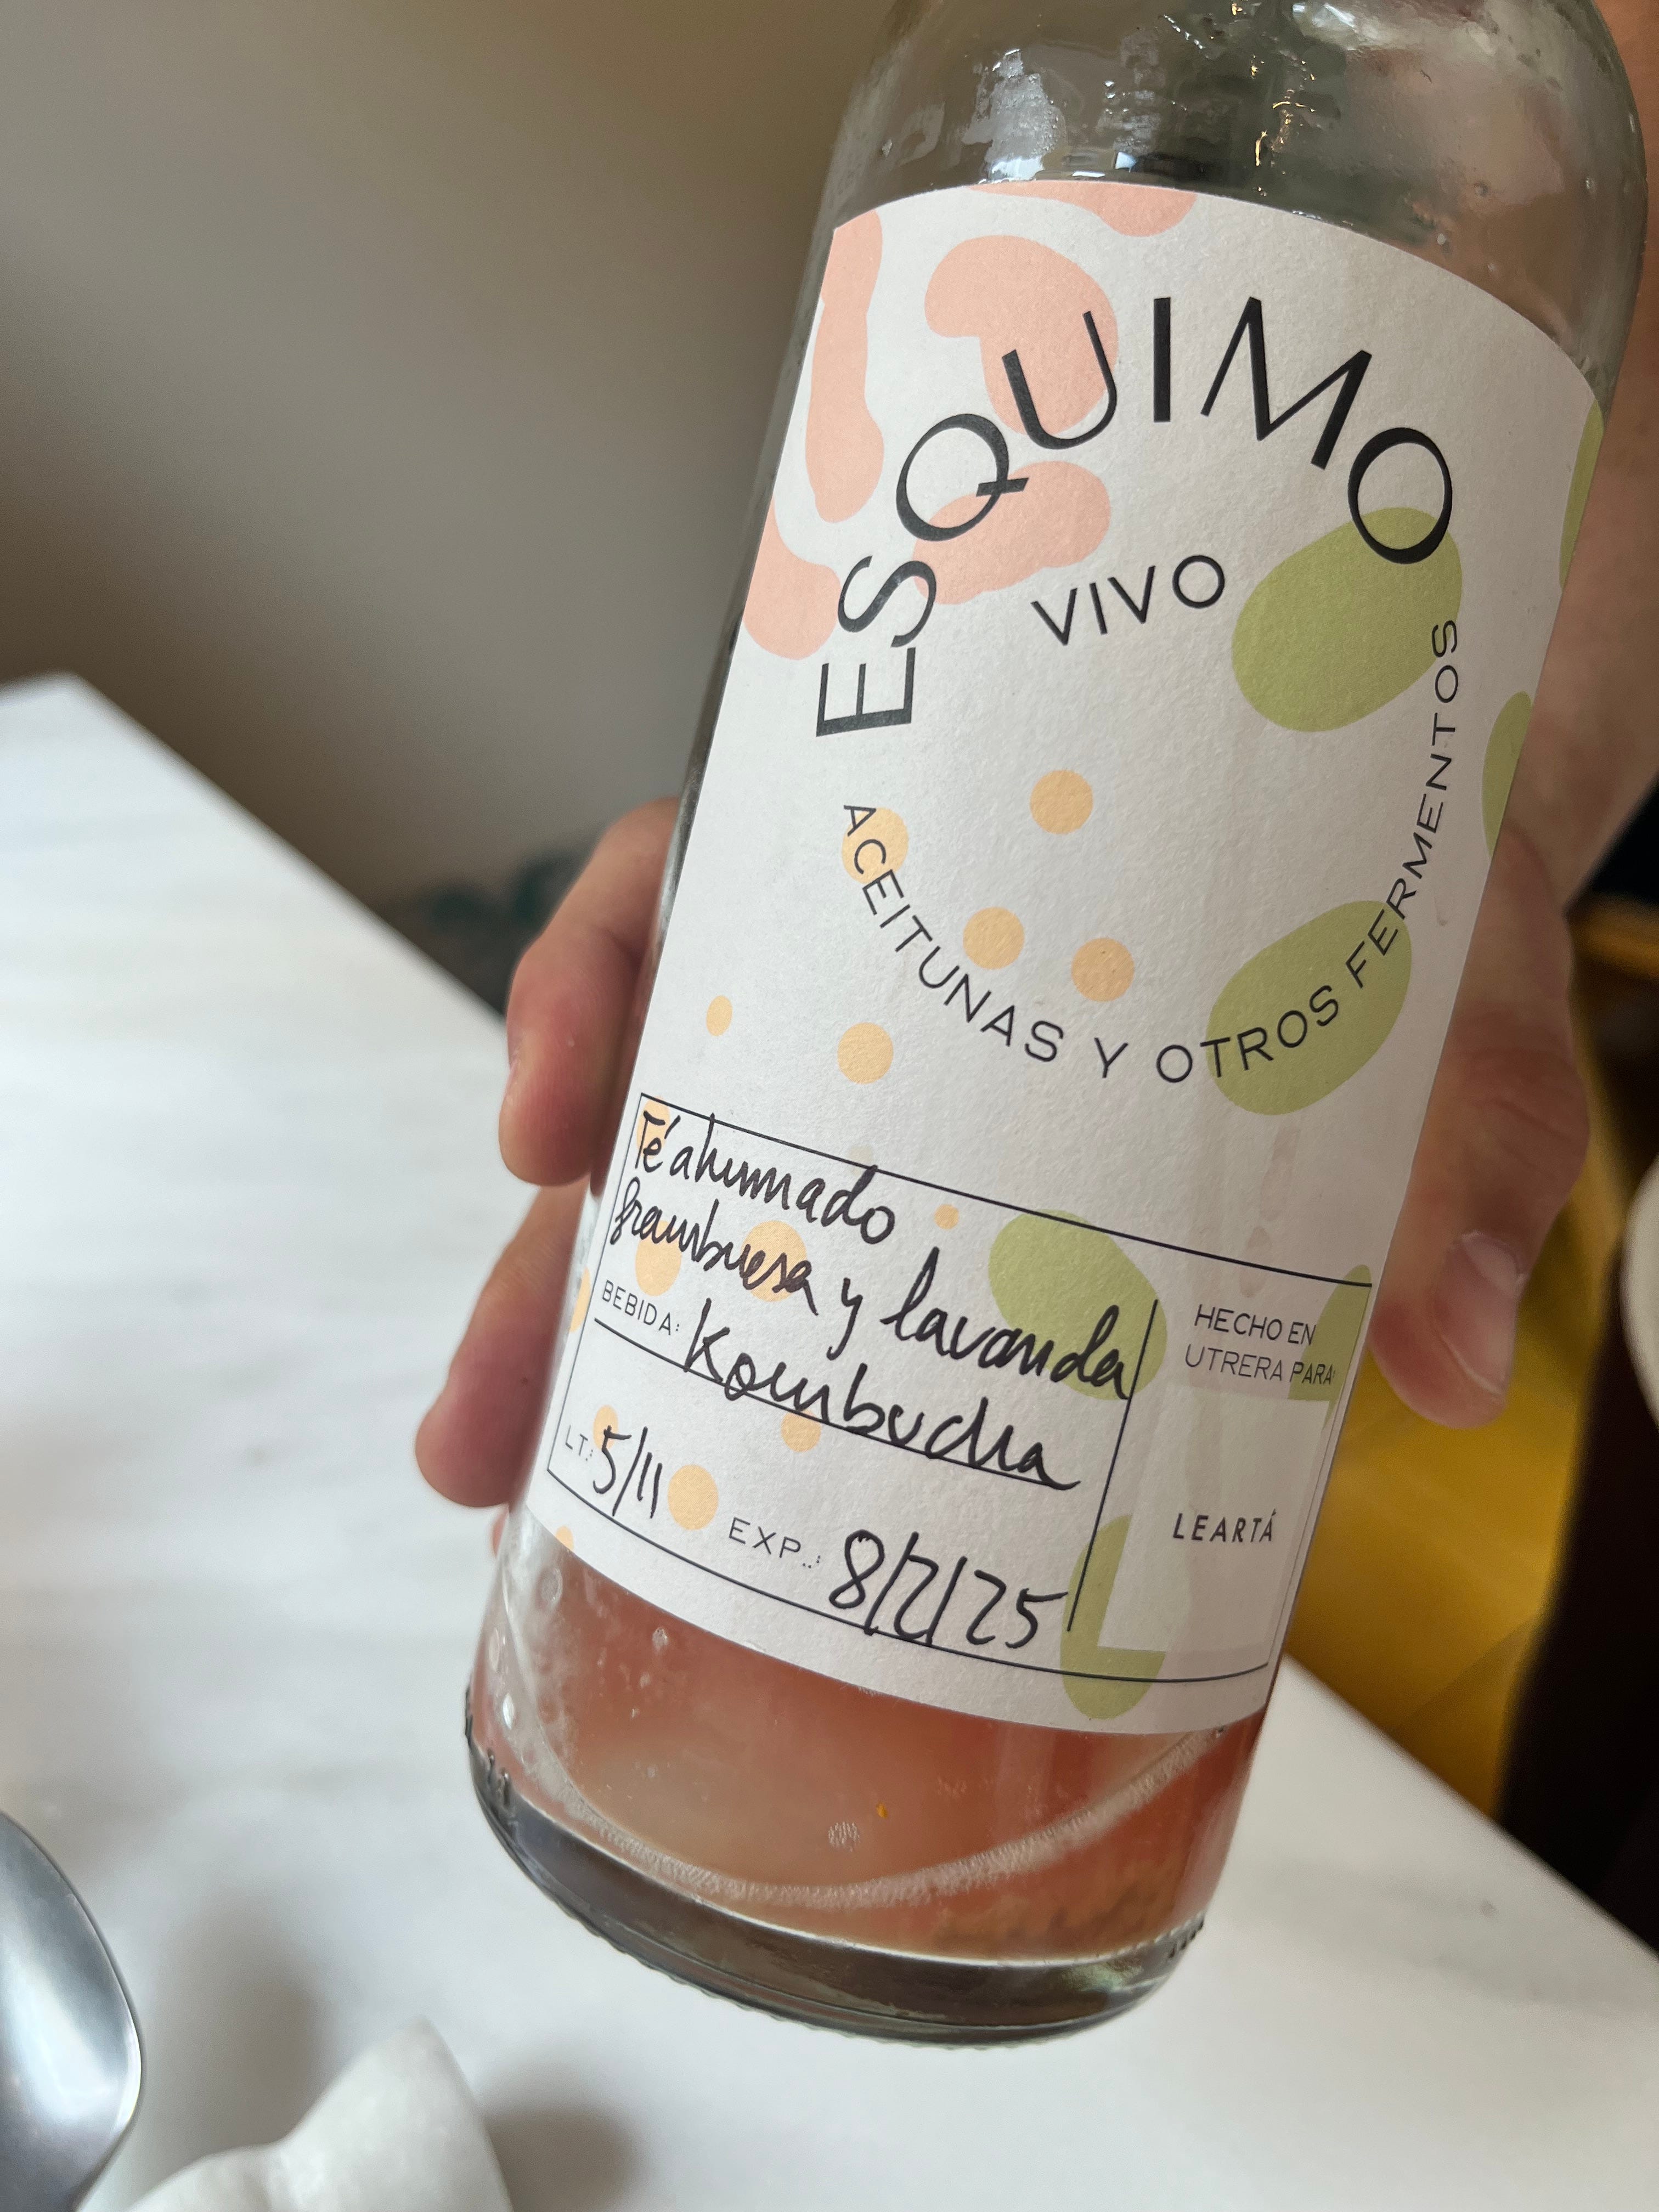 ESQUIMO
VIVO
ACEITUNAS Y OTROS FERMENTOS
Té ahumado
frambuesa y lavanda
BEBIDA: Kombucha
LT.: 5/11 EXP.: 8/2/25
HECHO EN
UTRERA PARA:
LEARTÁ